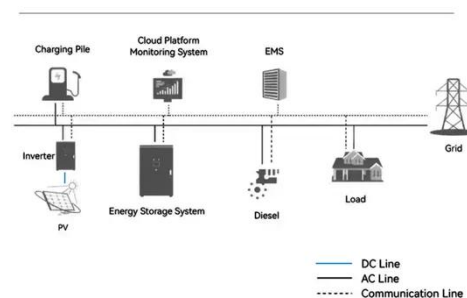 Charging Pile
Cloud Platform
Monitoring System
EMS
Grid
Inverter
PV
Energy Storage System
Diesel
Load
DC Line
AC Line
Communication Line